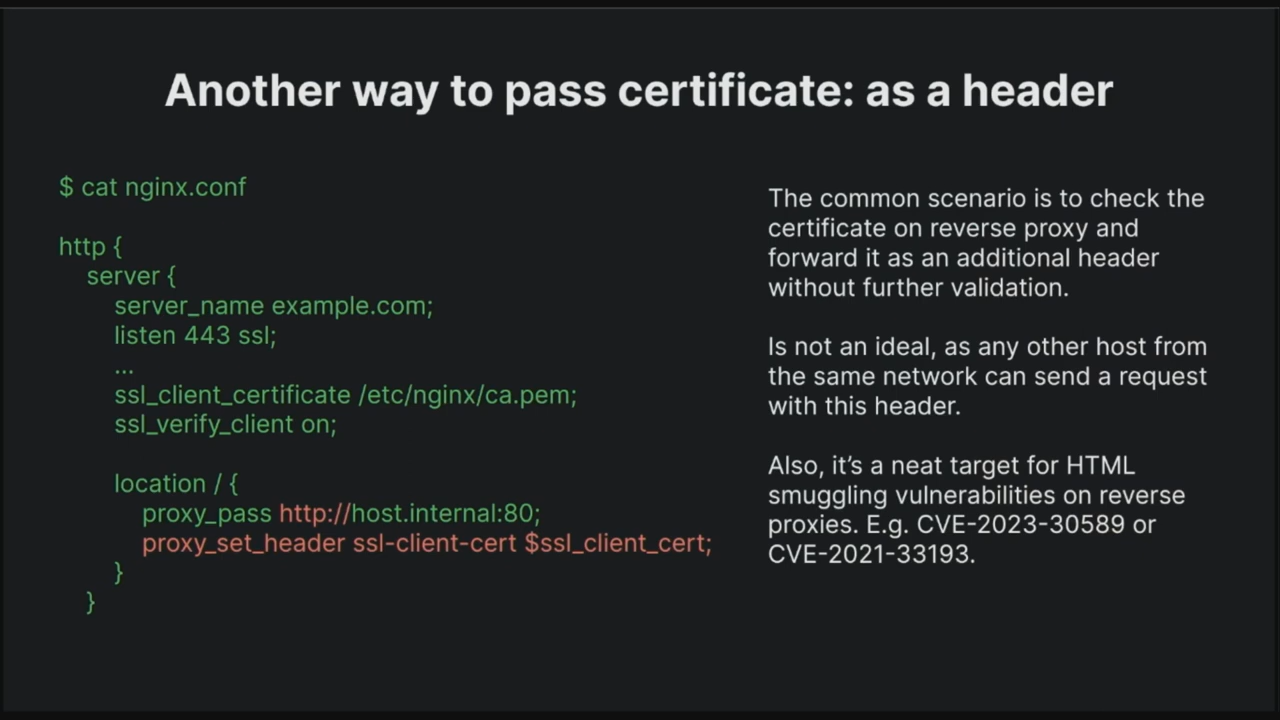 Another way to pass certificate: as a header
$ cat nginx.conf
http {
server {
server_name example.com;
listen 443 ssl;
...
ssl_client_certificate /etc/nginx/ca.pem;
ssl_verify_client on;
location / {
proxy_pass http://host.internal:80;
proxy_set_header ssl-client-cert $ssl_client_cert;
}
}
The common scenario is to check the
certificate on reverse proxy and
forward it as an additional header
without further validation.
Is not an ideal, as any other host from
the same network can send a request
with this header.
Also, it’s a neat target for HTML
smuggling vulnerabilities on reverse
proxies. E.g. CVE-2023-30589 or
CVE-2021-33193.